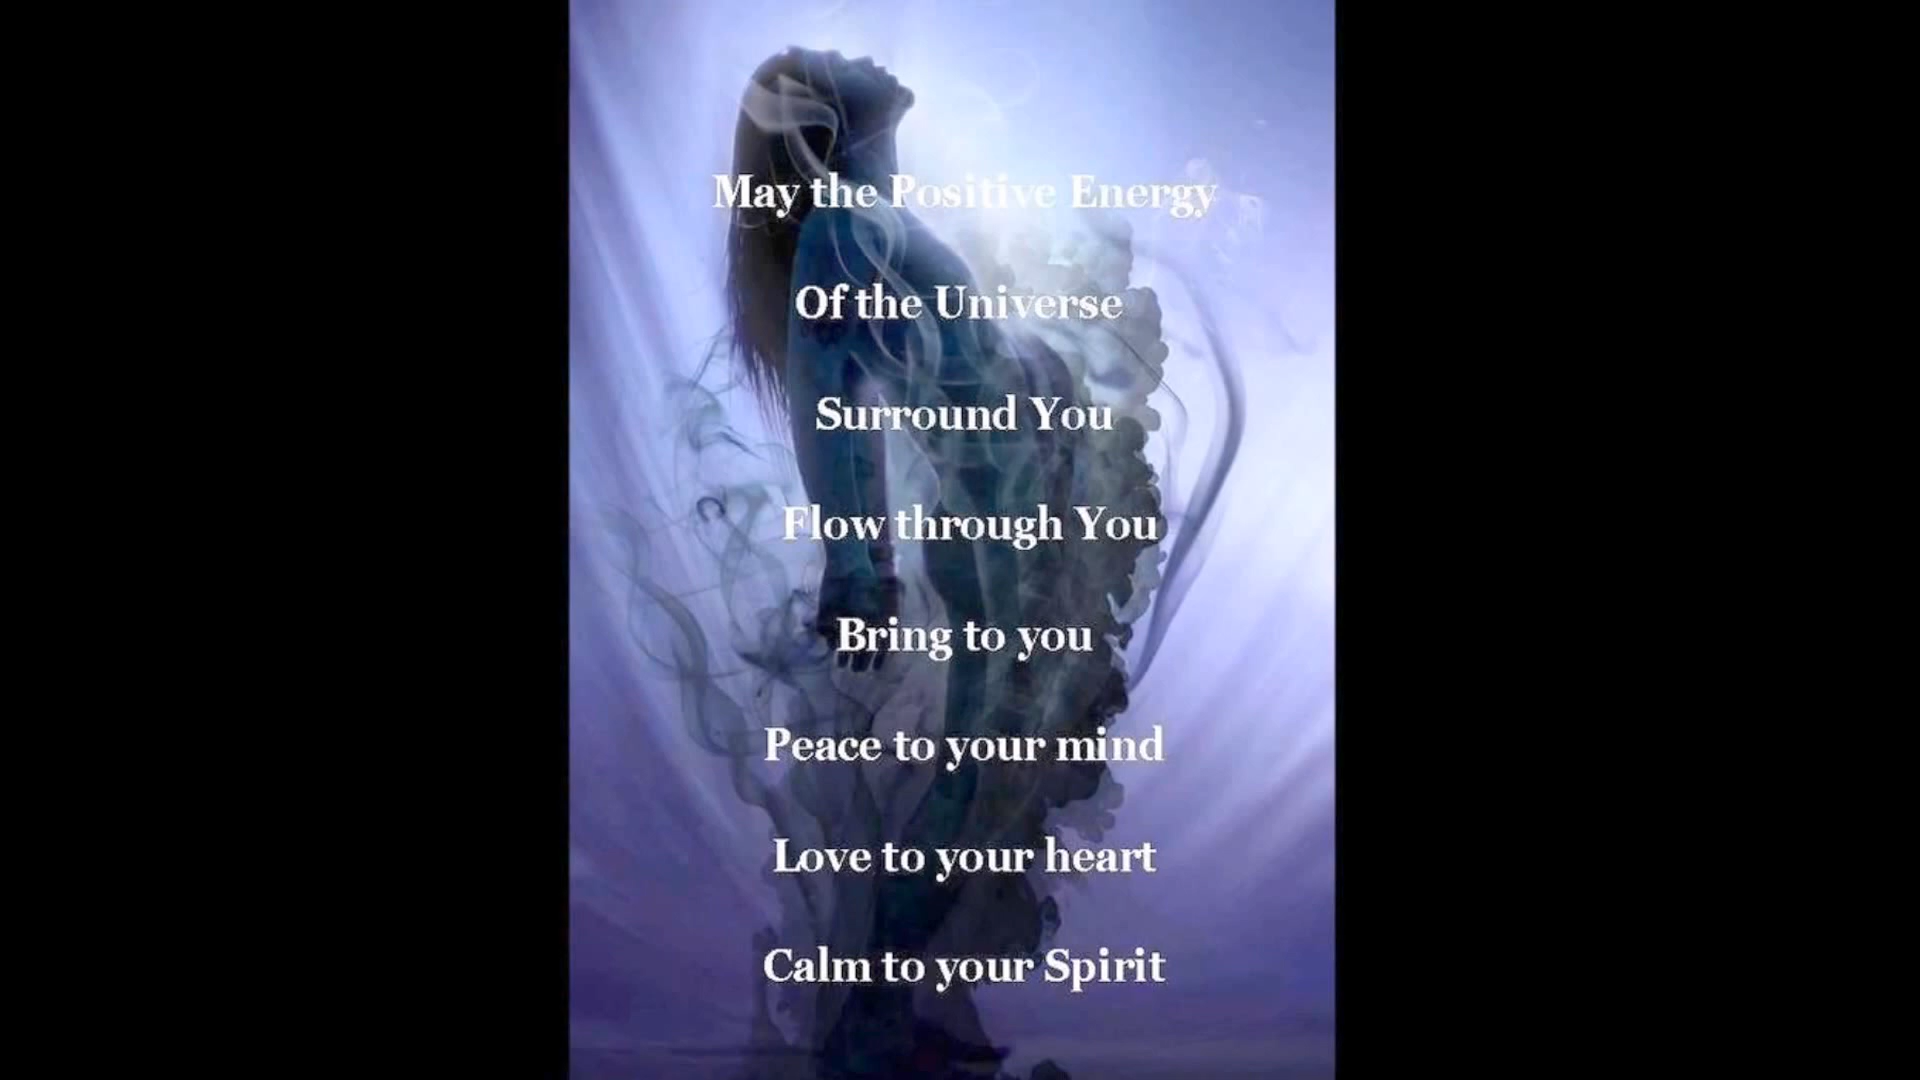 May the Positive Energy
Of the Universe
Surround You
Flow through You
Bring to you
Peace to your mind
Love to your heart
Calm to your Spirit